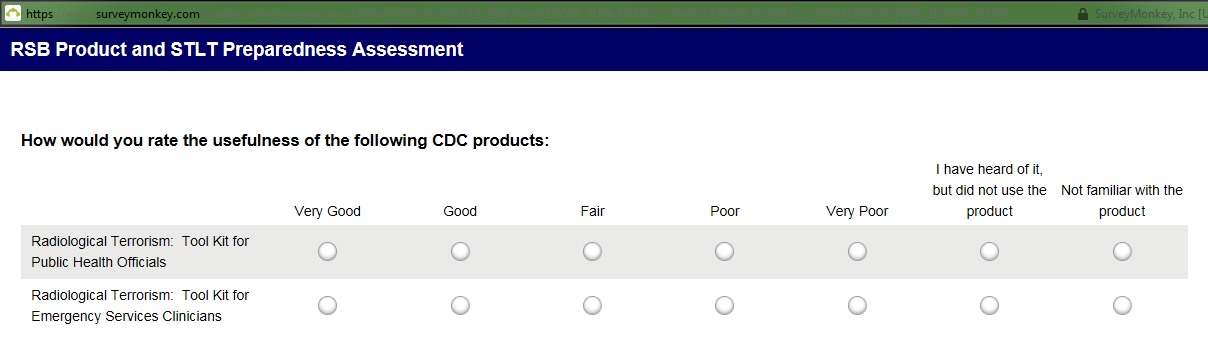 https surveymonkey.com SurveyMonkey, Inc [U
RSB Product and STLT Preparedness Assessment
How would you rate the usefulness of the following CDC products:
I have heard of it,
but did not use the Not familiar with the
Very Good Good Fair Poor Very Poor product product
Radiological Terrorism: Tool Kit for
Public Health Officials
Radiological Terrorism: Tool Kit for
Emergency Services Clinicians